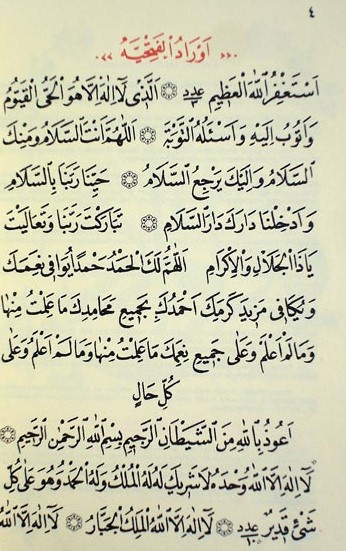 ٤
اَوْرَادُ الْفَتْحِيَّه
اَسْتَغْفِرُ اللّٰهَ الْعَظٖيمَ عدد اَلَّذٖى لَٓا اِلٰهَ اِلَّا هُوَ الْحَىُّ الْقَيُّومُ
وَاَتُوبُ اِلَيْهِ وَاَسْئَلُهُ التَّوْبَةَ اَللّٰهُمَّ اَنْتَ السَّلَامُ وَمِنْكَ
السَّلَامُ وَاِلَيْكَ يَرْجِعُ السَّلَامُ حَيِّنَا رَبَّنَا بِالسَّلَامِ
وَاَدْخِلْنَا دَارَكَ دَارَ السَّلَامِ تَبَارَكْتَ رَبَّنَا وَتَعَالَيْتَ
يَاذَا الْجَلَالِ وَالْاِكْرَامِ اَللّٰهُمَّ لَكَ الْحَمْدُ حَمْدًا يُوَافٖى نِعَمَكَ
وَيُكَافٖى مَزٖيدَ كَرَمِكَ اَحْمَدُكَ بِجَمٖيعِ مَحَامِدِكَ مَا عَلِمْتُ مِنْهَا
وَمَا لَمْ اَعْلَمْ وَعَلٰى جَمٖيعِ نِعَمِكَ مَا عَلِمْتُ مِنْهَا وَمَا لَمْ اَعْلَمْ وَعَلٰى
كُلِّ حَالٍ
اَعُوذُ بِاللّٰهِ مِنَ الشَّيْطَانِ الرَّجٖيمِ بِسْمِ اللّٰهِ الرَّحْمٰنِ الرَّحٖيمِ
لَٓا اِلٰهَ اِلَّا اللّٰهُ وَحْدَهُ لَا شَرٖيكَ لَهُ لَهُ الْمُلْكُ وَلَهُ الْحَمْدُ وَهُوَ عَلٰى كُلِّ
شَىْءٍ قَدٖيرٌ عدد ١٠ لَٓا اِلٰهَ اِلَّا اللّٰهُ الْمَلِكُ الْجَبَّارُ لَٓا اِلٰهَ اِلَّا اللّٰهُ